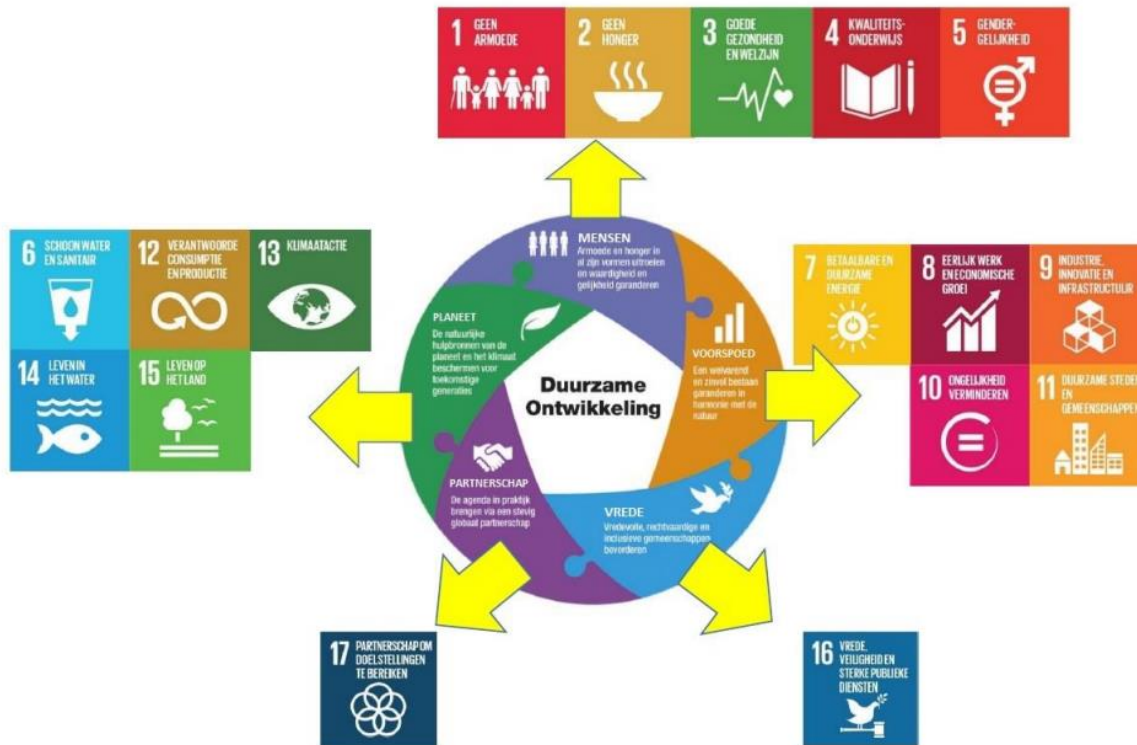 1 GEEN
ARMOEDE
2 GEEN
HONGER
3 GOEDE
GEZONDHEID
EN WELZIJN
4 KWALITEITS-
ONDERWIJS
5 GENDER-
GELIJKHEID
6 SCHOON WATER
EN SANITAIR
12 VERANTWOORDE
CONSUMPTIE
EN PRODUCTIE
13 KLIMAATACTIE
14 LEVEN IN
HET WATER
15 LEVEN OP
HET LAND
MENSEN
Armoede en honger in
al zijn vormen uitroeien
en waardigheid en
gelijkheid garanderen
PLANEET
De natuurlijke
hulpbronnen van de
planeet en het klimaat
beschermen voor
toekomstige
generaties
Duurzame
Ontwikkeling
VOORSPOED
Een welvarend
en zinvol bestaan
garanderen in
harmonie met de
natuur
PARTNERSCHAP
De agenda in praktijk
brengen via een stevig
globaal partnerschap
VREDE
Vredevolle, rechtvaardige en
inclusieve gemeenschappen
bevorderen
7 BETAALBARE EN
DUURZAME
ENERGIE
8 EERLIJK WERK
EN ECONOMISCHE
GROEI
9 INDUSTRIE,
INNOVATIE EN
INFRASTRUCTUUR
10 ONGELIJKHEID
VERMINDEREN
11 DUURZAME STEDEN
EN
GEMEENSCHAPPEN
17 PARTNERSCHAP OM
DOELSTELLINGEN
TE BEREIKEN
16 VREDE,
VEILIGHEID EN
STERKE PUBLIEKE
DIENSTEN